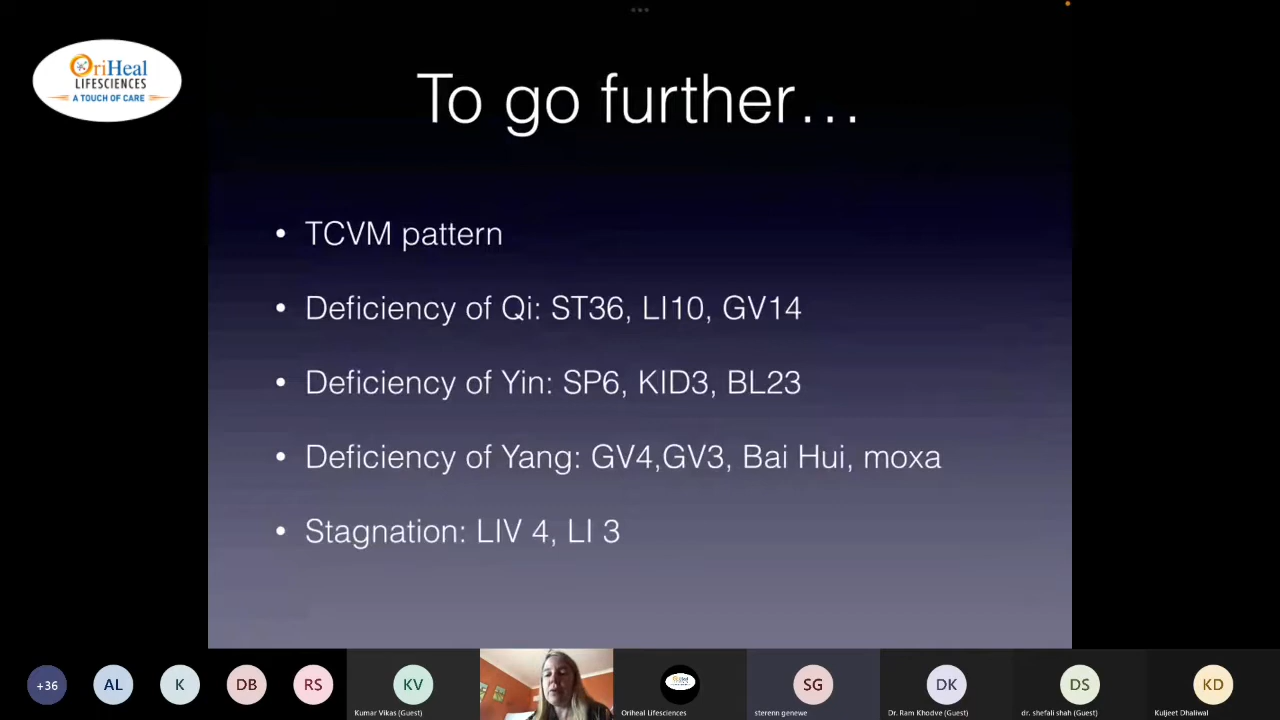 OriHeal
LIFESCIENCES
A TOUCH OF CARE
To go further…
• TCVM pattern
• Deficiency of Qi: ST36, LI10, GV14
• Deficiency of Yin: SP6, KID3, BL23
• Deficiency of Yang: GV4,GV3, Bai Hui, moxa
• Stagnation: LIV 4, LI 3
+36
AL
K
DB
RS
KV
Kumar Vikas (Guest)
OriHeal
Oriheal Lifesciences
SG
sterenn genewe
DK
Dr. Ram Khodve (Guest)
DS
dr. shefali shah (Guest)
KD
Kuljeet Dhaliwal